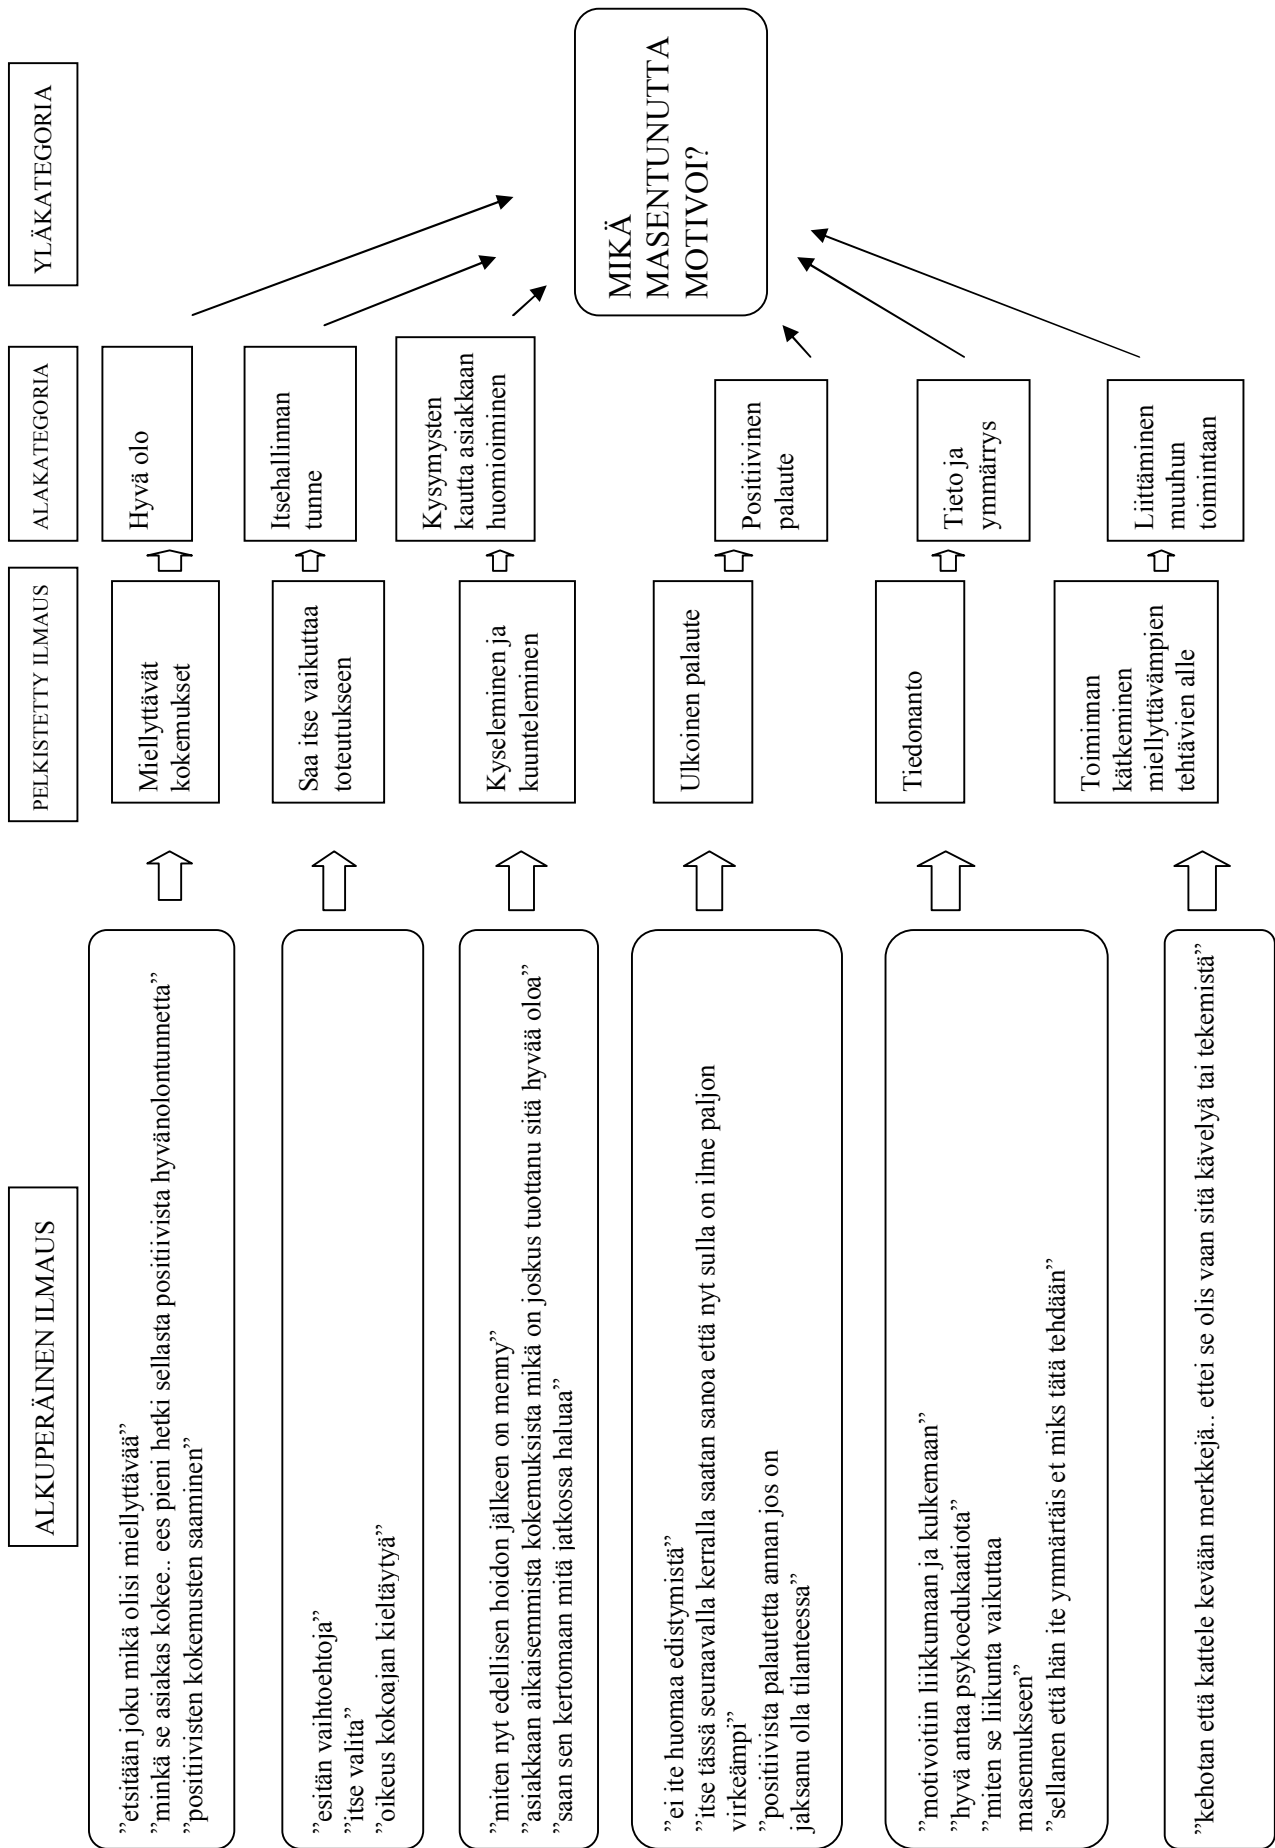 ALKUPERÄINEN ILMAUS
PELKISTETTY ILMAUS
ALAKATEGORIA
YLÄKATEGORIA
”etsitään joku mikä olisi miellyttävää”
”minkä se asiakas kokee.. ees pieni hetki sellasta positiivista hyvänolontunnetta”
”positiivisten kokemusten saaminen”
Miellyttävät
kokemukset
Hyvä olo
”esitän vaihtoehtoja”
”itse valita”
”oikeus kokoajan kieltäytyä”
Saa itse vaikuttaa
toteutukseen
Itsehallinnan
tunne
”miten nyt edellisen hoidon jälkeen on menny”
”asiakkaan aikaisemmista kokemuksista mikä on joskus tuottanu sitä hyvää oloa”
”saan sen kertomaan mitä jatkossa haluaa”
Kyseleminen ja
kuunteleminen
Kysymysten
kautta asiakkaan
huomioiminen
”ei ite huomaa edistymistä”
”itse tässä seuraavalla kerralla saatan sanoa että nyt sulla on ilme paljon
virkeämpi”
”positiivista palautetta annan jos on
jaksanu olla tilanteessa”
Ulkoinen palaute
Positiivinen
palaute
”motivoitiin liikkumaan ja kulkemaan”
”hyvä antaa psykoedukaatiota”
”miten se liikunta vaikuttaa
masennukseen”
”sellanen että hän ite ymmärtäis et miks tätä tehdään”
Tiedonanto
Tieto ja
ymmärrys
”kehotan että kattele kevään merkkejä.. ettei se olis vaan sitä kävelyä tai tekemistä”
Toiminnan
kätkeminen
miellyttävämpien
tehtävien alle
Liittäminen
muuhun
toimintaan
MIKÄ
MASENTUNUTTA
MOTIVOI?